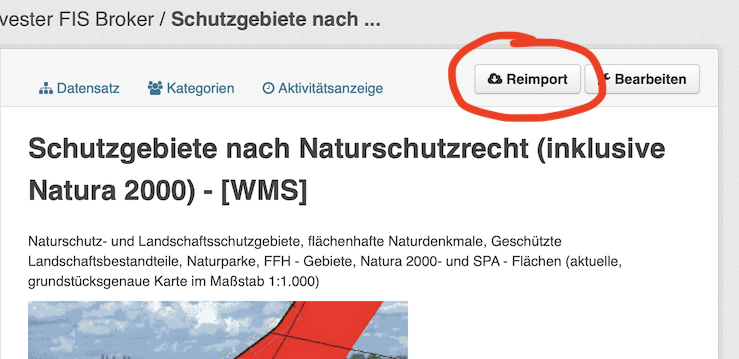 vester FIS Broker / Schutzgebiete nach ...
Datensatz Kategorien Aktivitätsanzeige Reimport Bearbeiten
Schutzgebiete nach Naturschutzrecht (inklusive
Natura 2000) - [WMS]
Naturschutz- und Landschaftsschutzgebiete, flächenhafte Naturdenkmale, Geschützte
Landschaftsbestandteile, Naturparke, FFH - Gebiete, Natura 2000- und SPA - Flächen (aktuelle,
grundstücksgenaue Karte im Maßstab 1:1.000)